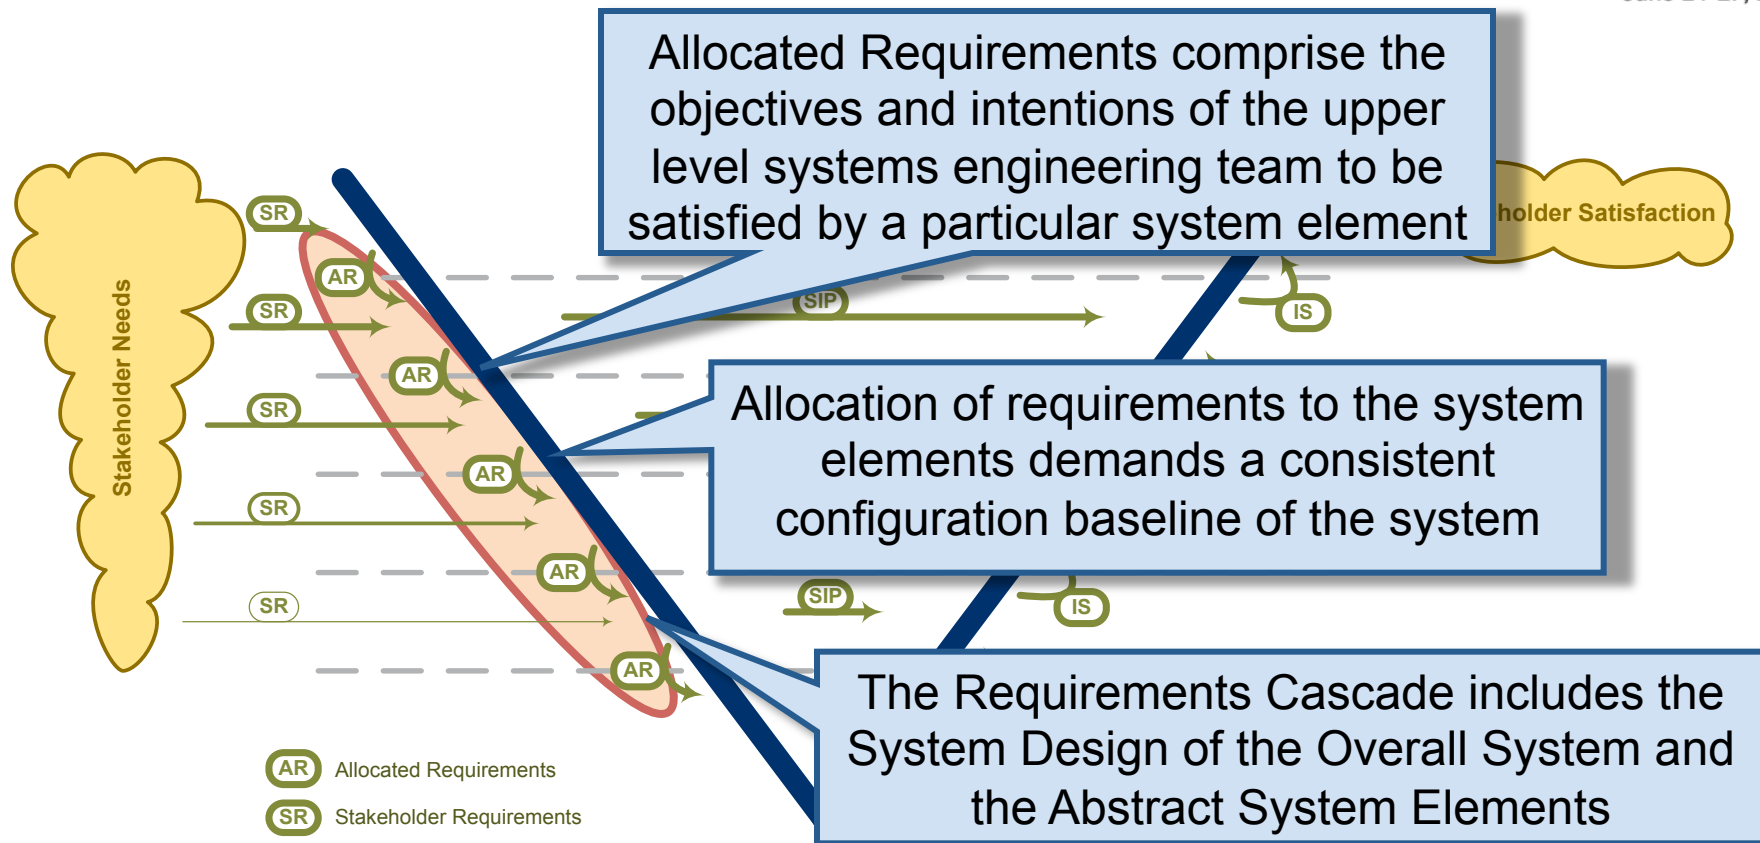 Allocated Requirements comprise the
objectives and intentions of the upper
level systems engineering team to be
satisfied by a particular system element
holder Satisfaction
Stakeholder Needs
SR
AR
SR
SIP
IS
AR
SR
Allocation of requirements to the system
elements demands a consistent
configuration baseline of the system
AR
SR
AR
SR
SIP
IS
AR
The Requirements Cascade includes the
System Design of the Overall System and
the Abstract System Elements
AR Allocated Requirements
SR Stakeholder Requirements